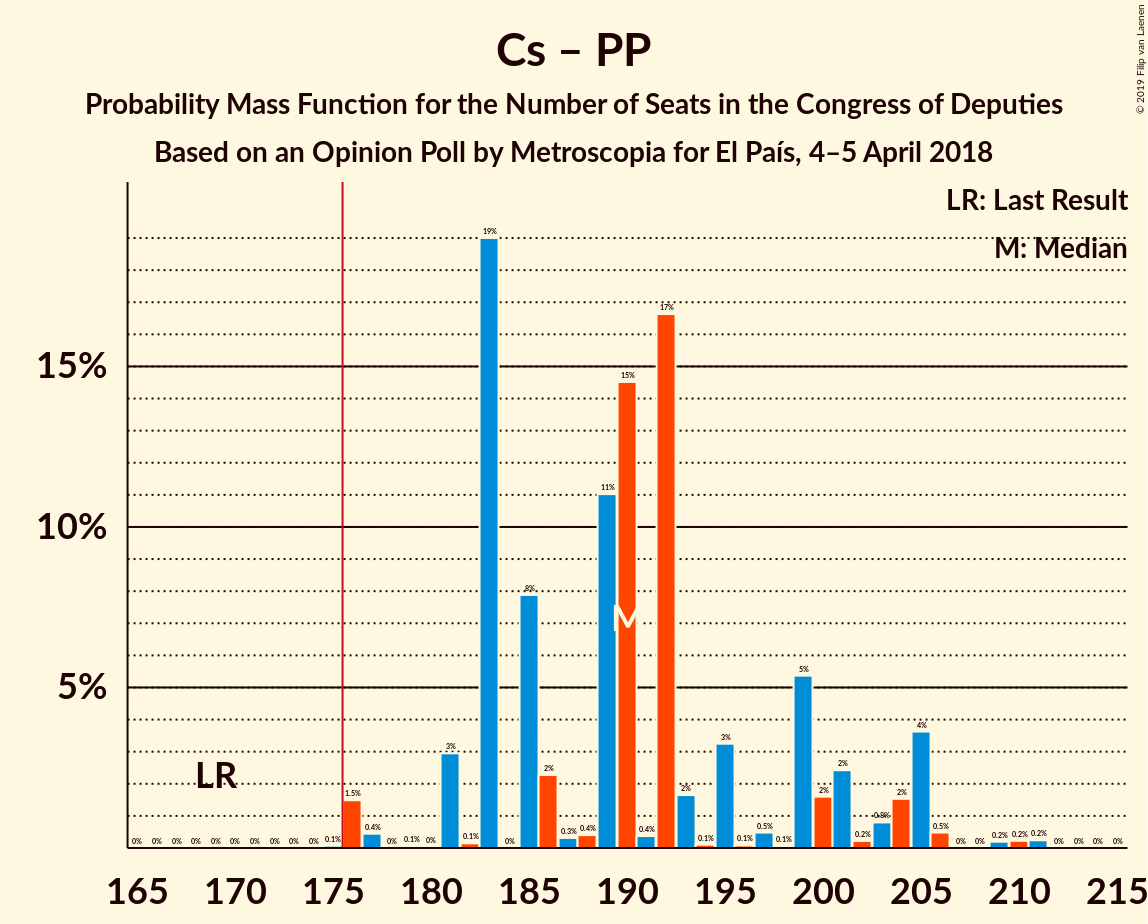 Cs – PP
Probability Mass Function for the Number of Seats in the Congress of Deputies
Based on an Opinion Poll by Metroscopia for El País, 4–5 April 2018
© 2019 Filip van Laenen
LR: Last Result
M: Median
15%
10%
5%
LR
M
0% 0% 0% 0% 0% 0% 0% 0% 0% 0% 0.1% 1.5% 0.4% 0% 0.1% 0% 3% 0.1% 19% 0% 8% 2% 0.3% 0.4% 11% 15% 0.4% 17% 2% 0.1% 3% 0.1% 0.5% 0.1% 5% 2% 2% 0.2% 0.8% 2% 4% 0.5% 0% 0% 0.2% 0.2% 0.2% 0% 0% 0% 0%
165 170 175 180 185 190 195 200 205 210 215